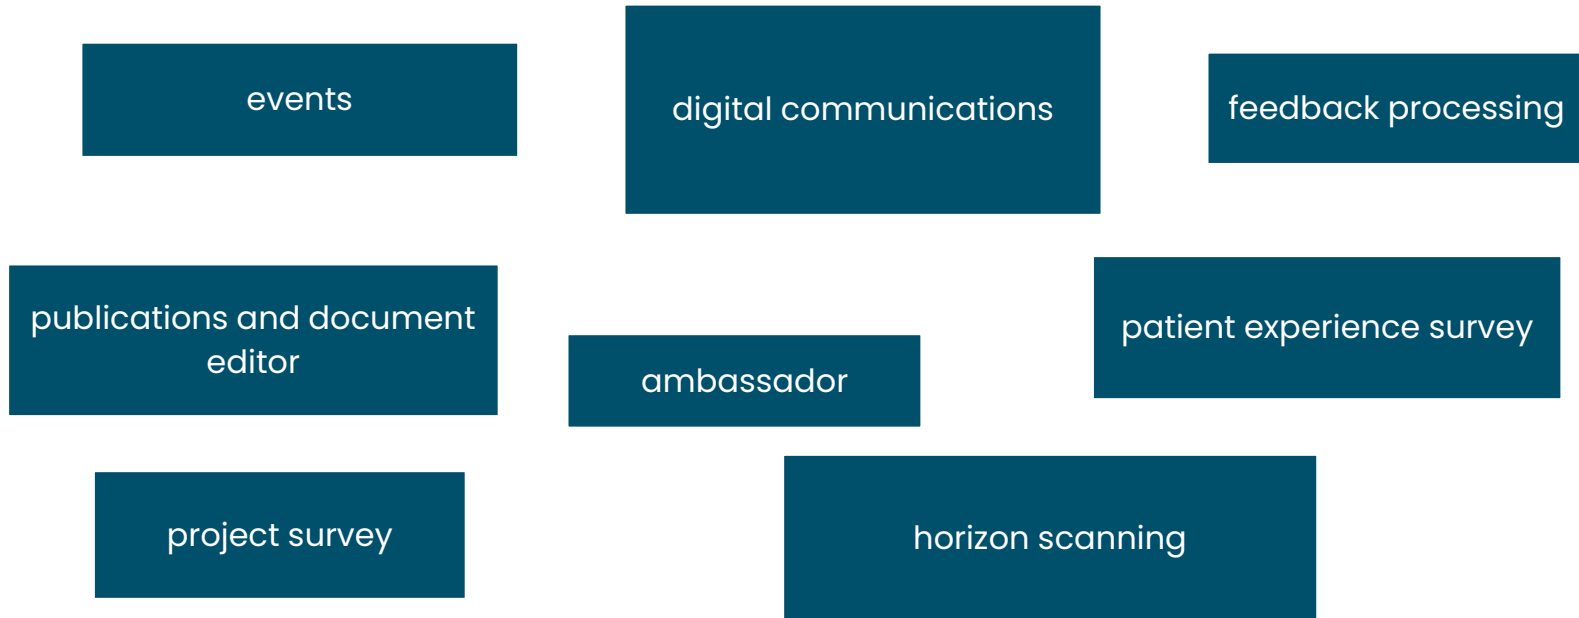 events
digital communications
feedback processing
publications and document
editor
ambassador
patient experience survey
project survey
horizon scanning